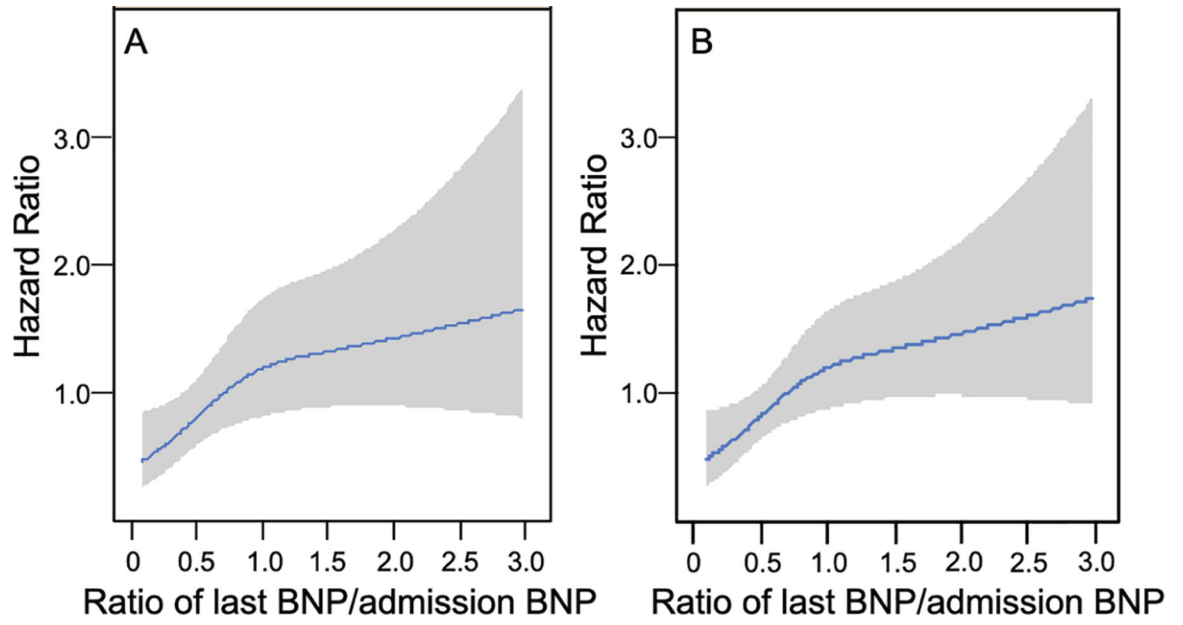 A
Hazard Ratio
3.0
2.0
1.0
0 0.5 1.0 1.5 2.0 2.5 3.0
Ratio of last BNP/admission BNP
B
Hazard Ratio
3.0
2.0
1.0
0 0.5 1.0 1.5 2.0 2.5 3.0
Ratio of last BNP/admission BNP